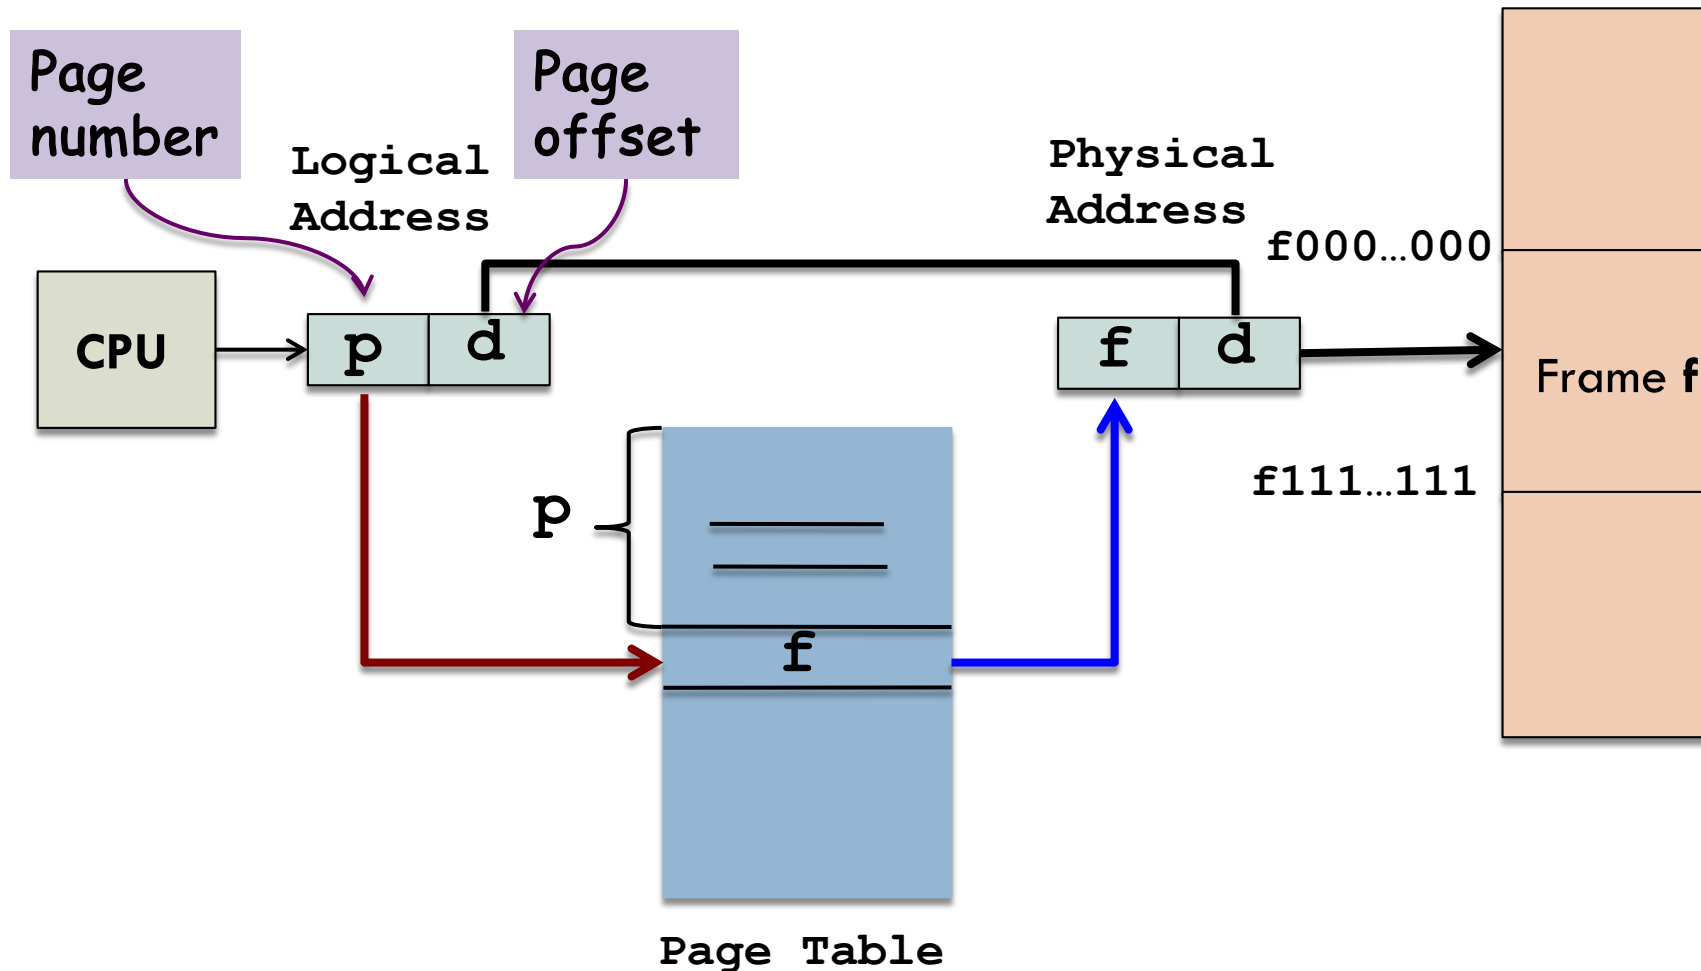 Page
number
Page
offset
Logical
Address
Physical
Address
f000...000
CPU
p
d
f
d
Frame f
f111...111
p
f
Page Table